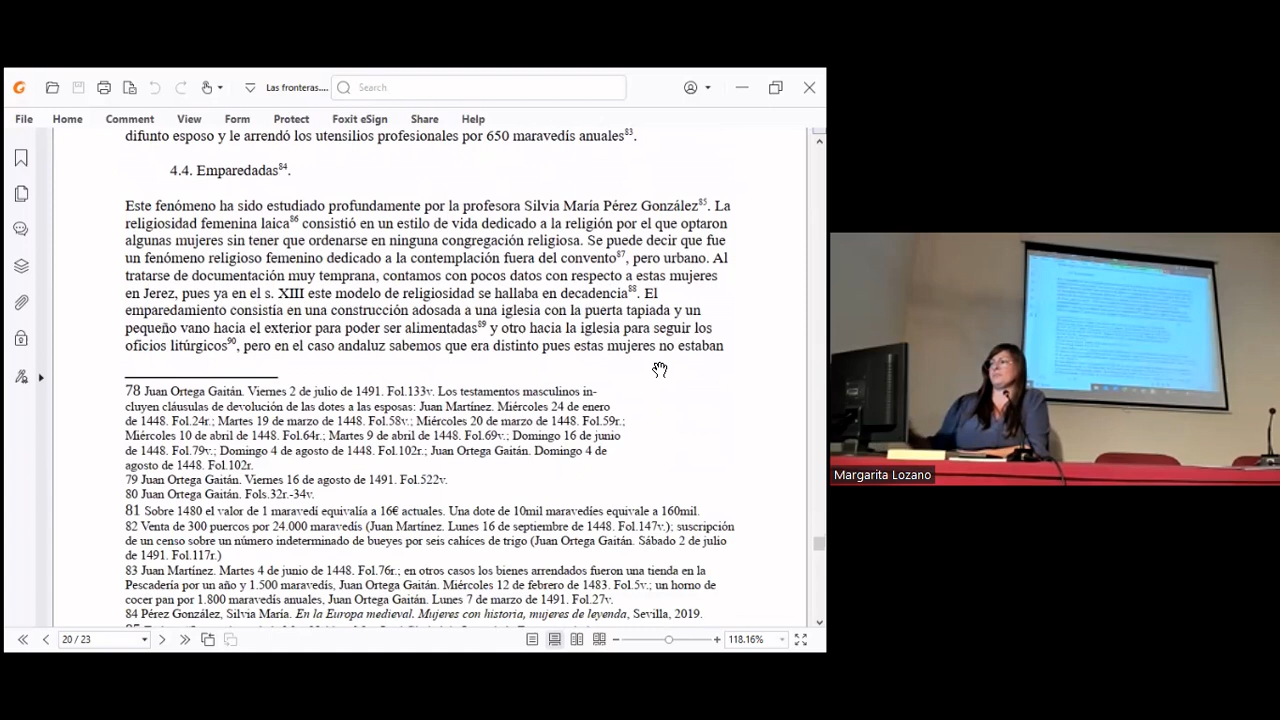 Las fronteras....
Search
File Home Comment View Form Protect Foxit eSign Share Help
difunto esposo y le arrendó los utensilios profesionales por 650 maravedís anuales83.
4.4. Emparedadas84.
Este fenómeno ha sido estudiado profundamente por la profesora Silvia María Pérez González85. La
religiosidad femenina laica86 consistió en un estilo de vida dedicado a la religión por el que optaron
algunas mujeres sin tener que ordenarse en ninguna congregación religiosa. Se puede decir que fue
un fenómeno religioso femenino dedicado a la contemplación fuera del convento87, pero urbano. Al
tratarse de documentación muy temprana, contamos con pocos datos con respecto a estas mujeres
en Jerez, pues ya en el s. XIII este modelo de religiosidad se hallaba en decadencia88. El
emparedamiento consistía en una construcción adosada a una iglesia con la puerta tapiada y un
pequeño vano hacia el exterior para poder ser alimentadas89 y otro hacia la iglesia para seguir los
oficios litúrgicos90, pero en el caso andaluz sabemos que era distinto pues estas mujeres no estaban
78 Juan Ortega Gaitán. Viernes 2 de julio de 1491. Fol.133v. Los testamentos masculinos in-
cluyen cláusulas de devolución de las dotes a las esposas: Juan Martínez. Miércoles 24 de enero
de 1448. Fol.24r.; Martes 19 de marzo de 1448. Fol.58v.; Miércoles 20 de marzo de 1448. Fol.59r.;
Miércoles 10 de abril de 1448. Fol.64r.; Martes 9 de abril de 1448. Fol.69v.; Domingo 16 de junio
de 1448. Fol.79v.; Domingo 4 de agosto de 1448. Fol.102r.; Juan Ortega Gaitán. Domingo 4 de
agosto de 1448. Fol.102r.
79 Juan Ortega Gaitán. Viernes 16 de agosto de 1491. Fol.522v.
80 Juan Ortega Gaitán. Fols.32r.-34v.
81 Sobre 1480 el valor de 1 maravedí equivalía a 16€ actuales. Una dote de 10mil maravedíes equivale a 160mil.
82 Venta de 300 puercos por 24.000 maravedís (Juan Martínez. Lunes 16 de septiembre de 1448. Fol.147v.); suscripción
de un censo sobre un número indeterminado de bueyes por seis cahíces de trigo (Juan Ortega Gaitán. Sábado 2 de julio
de 1491. Fol.117r.)
83 Juan Martínez. Martes 4 de junio de 1448. Fol.76r.; en otros casos los bienes arrendados fueron una tienda en la
Pescadería por un año y 1.500 maravedís, Juan Ortega Gaitán. Miércoles 12 de febrero de 1483. Fol.5v.; un horno de
cocer pan por 1.800 maravedís anuales, Juan Ortega Gaitán. Lunes 7 de marzo de 1491. Fol.27v.
84 Pérez González, Silvia María. En la Europa medieval. Mujeres con historia, mujeres de leyenda, Sevilla, 2019.
20 / 23
118.16%
Margarita Lozano